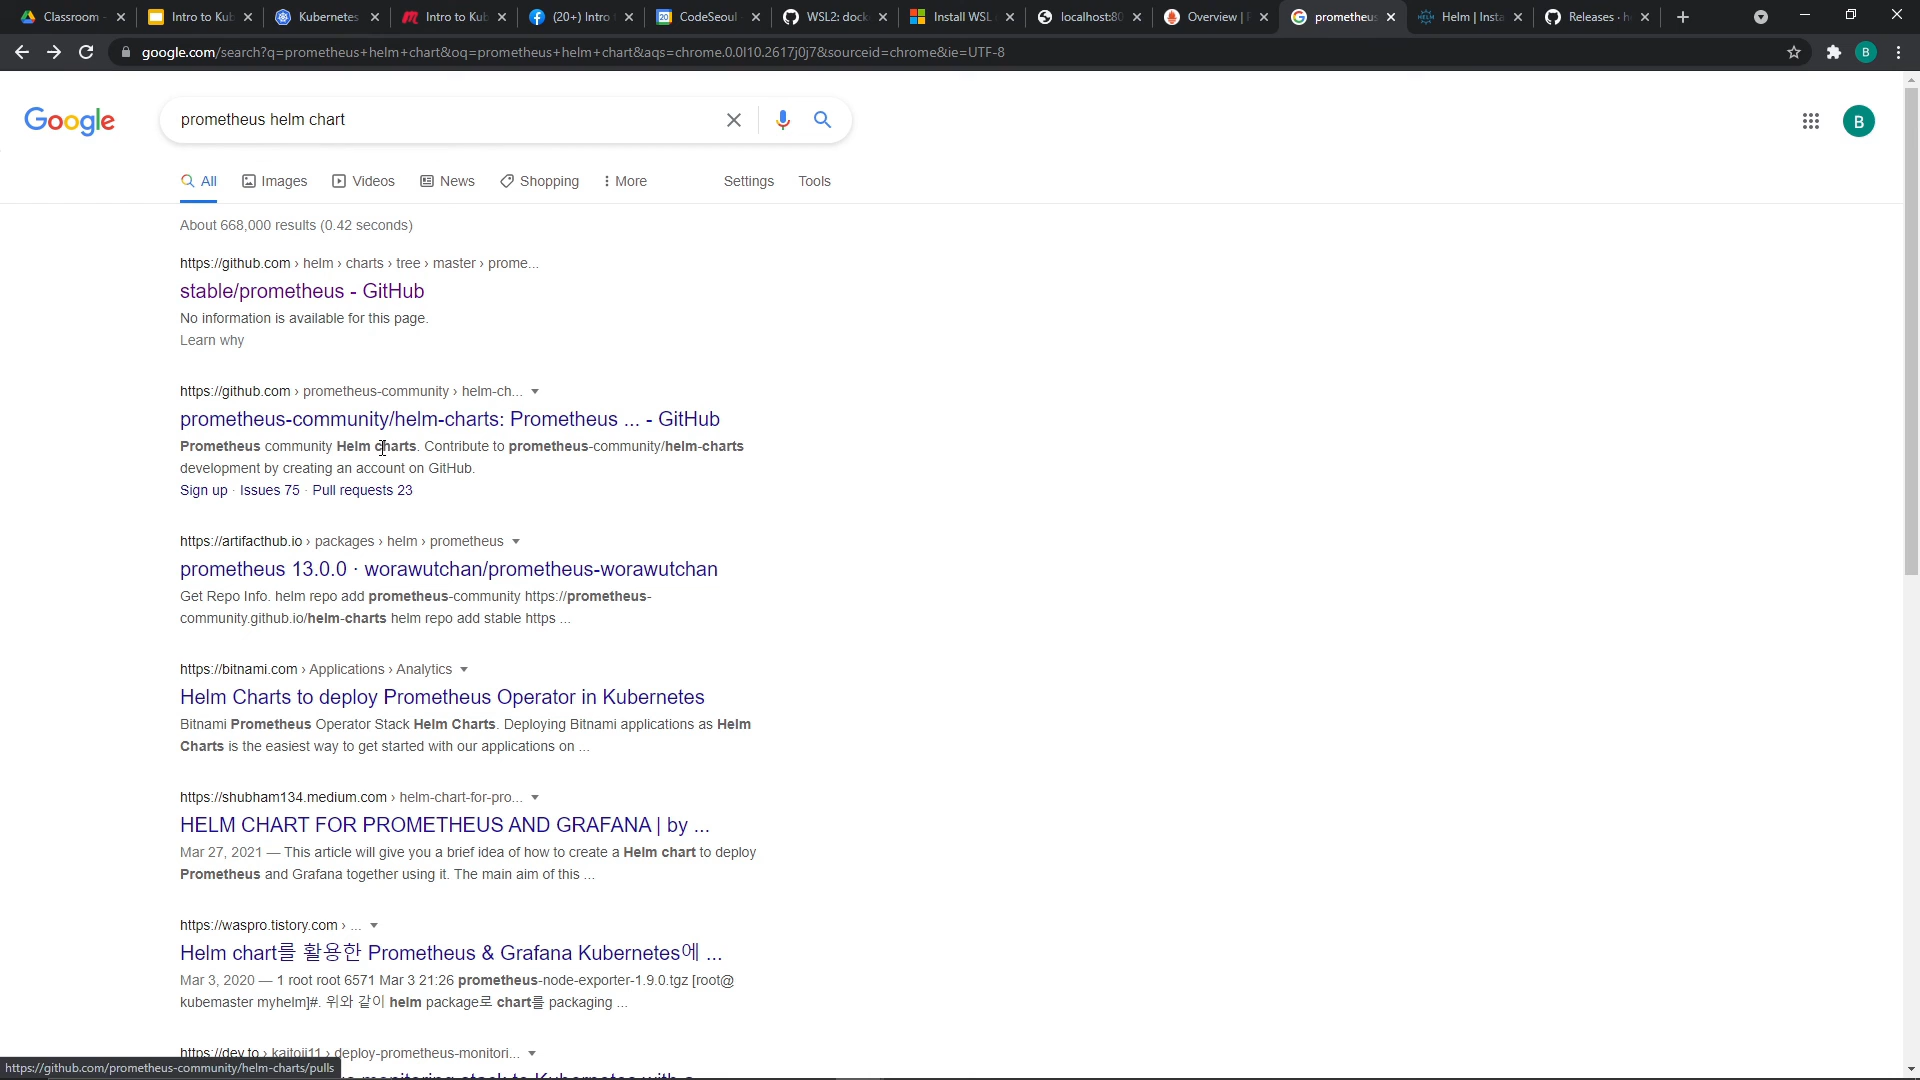 Classroom
Intro to Kub
Kubernetes
Intro to Kub
(20+) Intro
CodeSeoul
WSL2: dock
Install WSL
localhost:80
Overview | P
prometheus
Helm | Insta
Releases · h
google.com/search?q=prometheus+helm+chart&oq=prometheus+helm+chart&aqs=chrome.0.0l10.2617j0j7&sourceid=chrome&ie=UTF-8
B
Google
prometheus helm chart
B
All
Images
Videos
News
Shopping
More
Settings
Tools
About 668,000 results (0.42 seconds)
https://github.com › helm › charts › tree › master › prome...
stable/prometheus - GitHub
No information is available for this page.
Learn why
https://github.com › prometheus-community › helm-ch...
prometheus-community/helm-charts: Prometheus ... - GitHub
Prometheus community Helm charts. Contribute to prometheus-community/helm-charts
development by creating an account on GitHub.
Sign up · Issues 75 · Pull requests 23
https://artifacthub.io › packages › helm › prometheus
prometheus 13.0.0 · worawutchan/prometheus-worawutchan
Get Repo Info. helm repo add prometheus-community https://prometheus-
community.github.io/helm-charts helm repo add stable https ...
https://bitnami.com › Applications › Analytics
Helm Charts to deploy Prometheus Operator in Kubernetes
Bitnami Prometheus Operator Stack Helm Charts. Deploying Bitnami applications as Helm
Charts is the easiest way to get started with our applications on ...
https://shubham134.medium.com › helm-chart-for-pro...
HELM CHART FOR PROMETHEUS AND GRAFANA | by ...
Mar 27, 2021 — This article will give you a brief idea of how to create a Helm chart to deploy
Prometheus and Grafana together using it. The main aim of this ...
https://waspro.tistory.com › ...
Helm chart를 활용한 Prometheus & Grafana Kubernetes에 ...
Mar 3, 2020 — 1 root root 6571 Mar 3 21:26 prometheus-node-exporter-1.9.0.tgz [root@
kubemaster myhelm]#. 위와 같이 helm package로 chart를 packaging ...
https://dev.to › kaitoii11 › deploy-prometheus-monitori...
https://github.com/prometheus-community/helm-charts/pulls